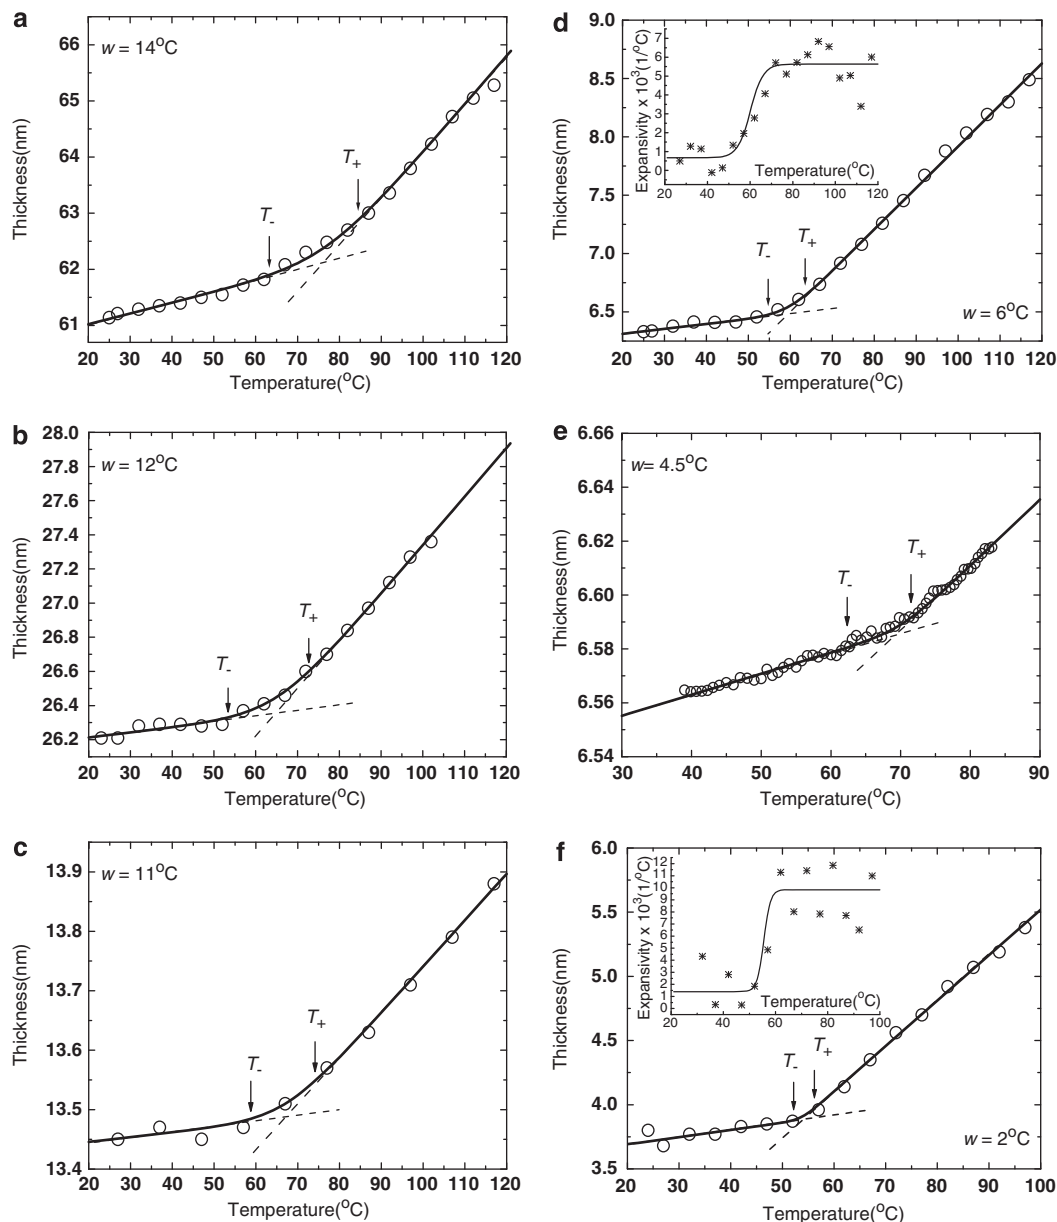 a
w = 14°C
T-
T+
Thickness(nm)
66
65
64
63
62
61
20 30 40 50 60 70 80 90 100 110 120
Temperature(°C)
b
w = 12°C
T-
T+
Thickness(nm)
28.0
27.8
27.6
27.4
27.2
27.0
26.8
26.6
26.4
26.2
20 30 40 50 60 70 80 90 100 110 120
Temperature(°C)
c
w = 11°C
T-
T+
Thickness(nm)
13.9
13.8
13.7
13.6
13.5
13.4
20 30 40 50 60 70 80 90 100 110 120
Temperature(°C)
d
w = 6°C
T-
T+
Thickness(nm)
9.0
8.5
8.0
7.5
7.0
6.5
20 30 40 50 60 70 80 90 100 110 120
Temperature(°C)
Expansivity x 10³(1/°C)
7
6
5
4
3
2
1
0
Temperature(°C)
20 40 60 80 100 120
e
w= 4.5°C
T-
T+
Thickness(nm)
6.66
6.64
6.62
6.60
6.58
6.56
6.54
30 40 50 60 70 80 90
Temperature(°C)
f
w = 2°C
T-
T+
Thickness(nm)
6.0
5.5
5.0
4.5
4.0
3.5
20 30 40 50 60 70 80 90 100
Temperature(°C)
Expansivity x 10³(1/°C)
12
11
10
9
8
7
6
5
4
3
2
1
0
Temperature(°C)
20 40 60 80 100